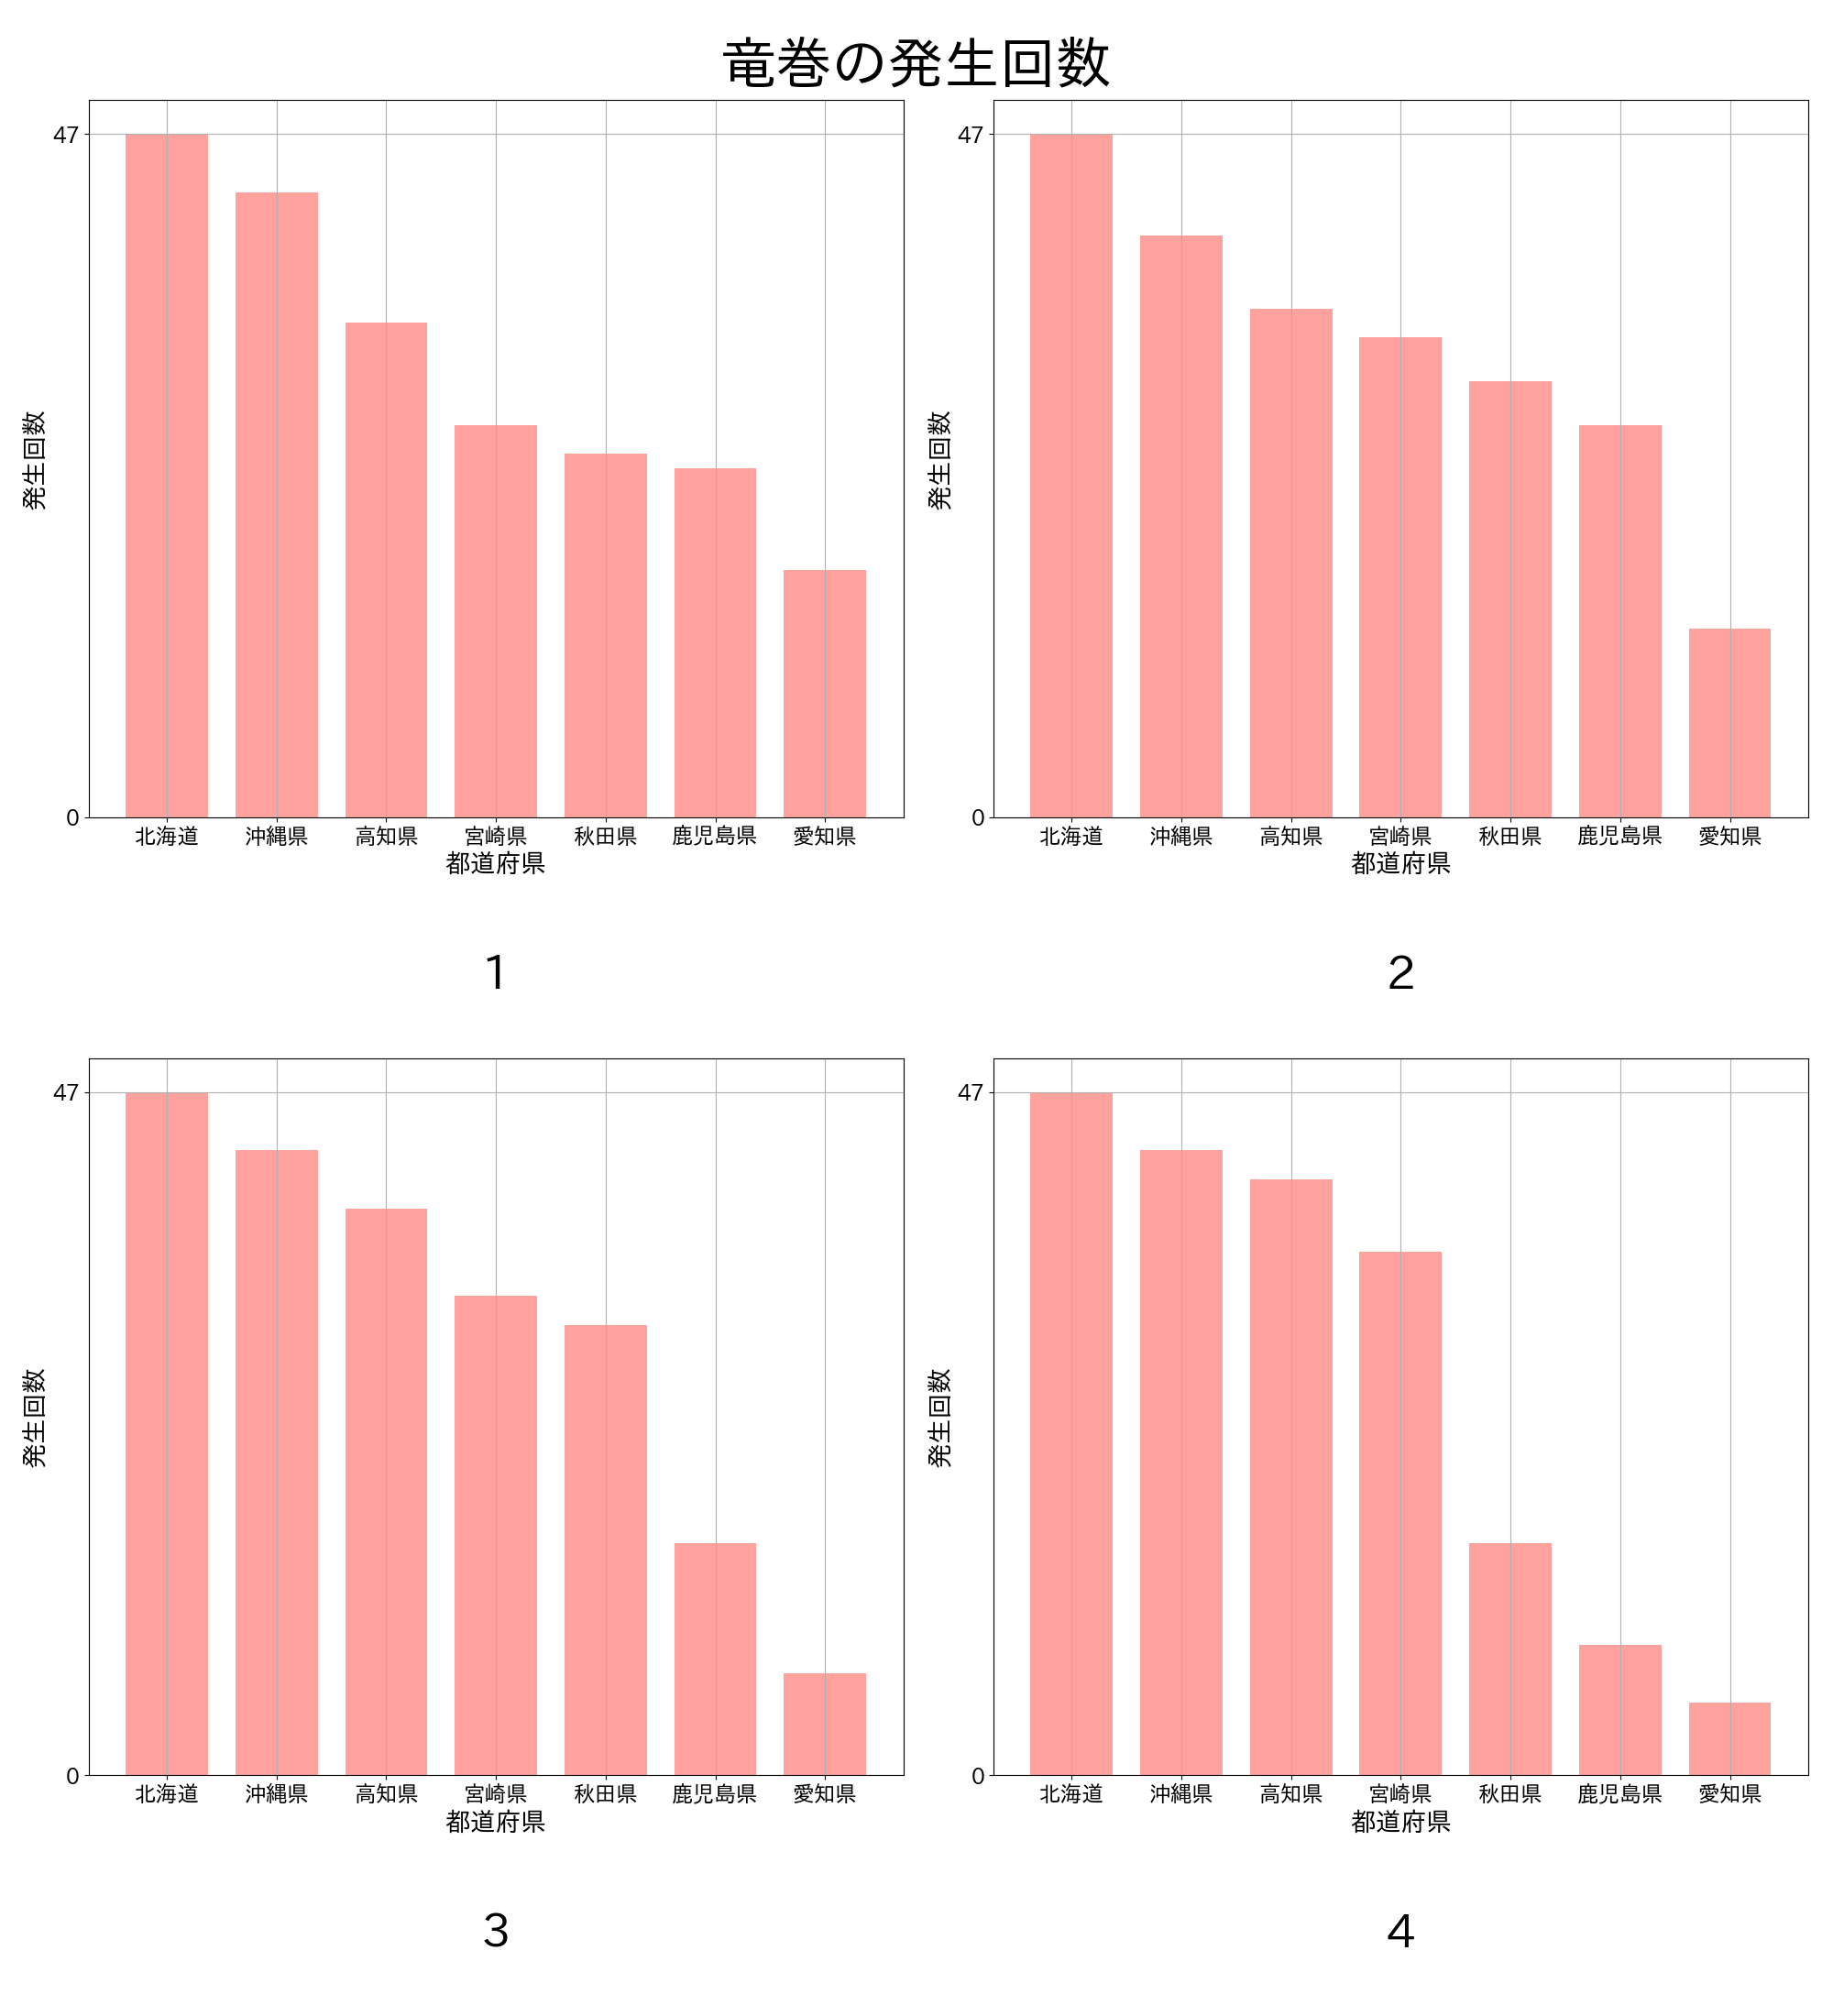 竜巻の発生回数
47
発生回数
0
北海道 沖縄県 高知県 宮崎県 秋田県 鹿児島県 愛知県
都道府県
1
47
発生回数
0
北海道 沖縄県 高知県 宮崎県 秋田県 鹿児島県 愛知県
都道府県
2
47
発生回数
0
北海道 沖縄県 高知県 宮崎県 秋田県 鹿児島県 愛知県
都道府県
3
47
発生回数
0
北海道 沖縄県 高知県 宮崎県 秋田県 鹿児島県 愛知県
都道府県
4